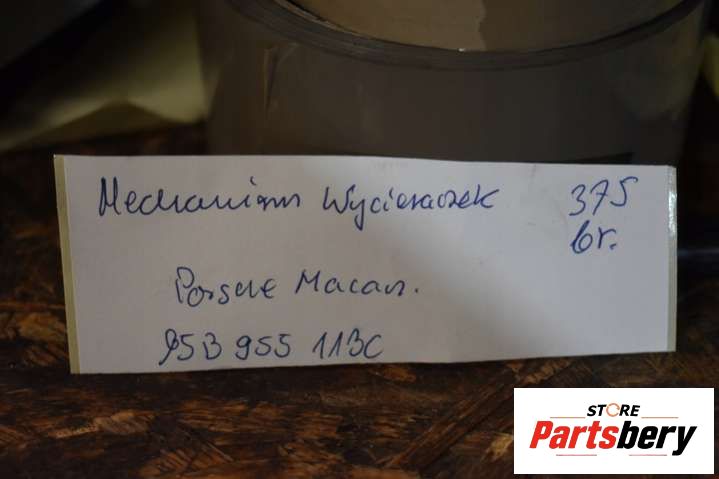 Mechanizm Wycieraczek 375
br.
Porsche Macan.
95B 955 113C
STORE
Partsbery